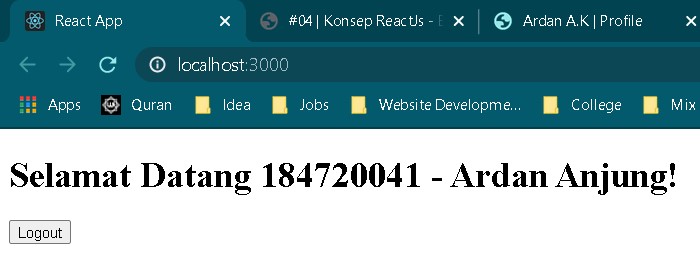 React App #04 | Konsep ReactJs - Ardan A.K | Profile
localhost:3000
Apps Quran Idea Jobs Website Developme... College Mix
Selamat Datang 184720041 - Ardan Anjung!
Logout